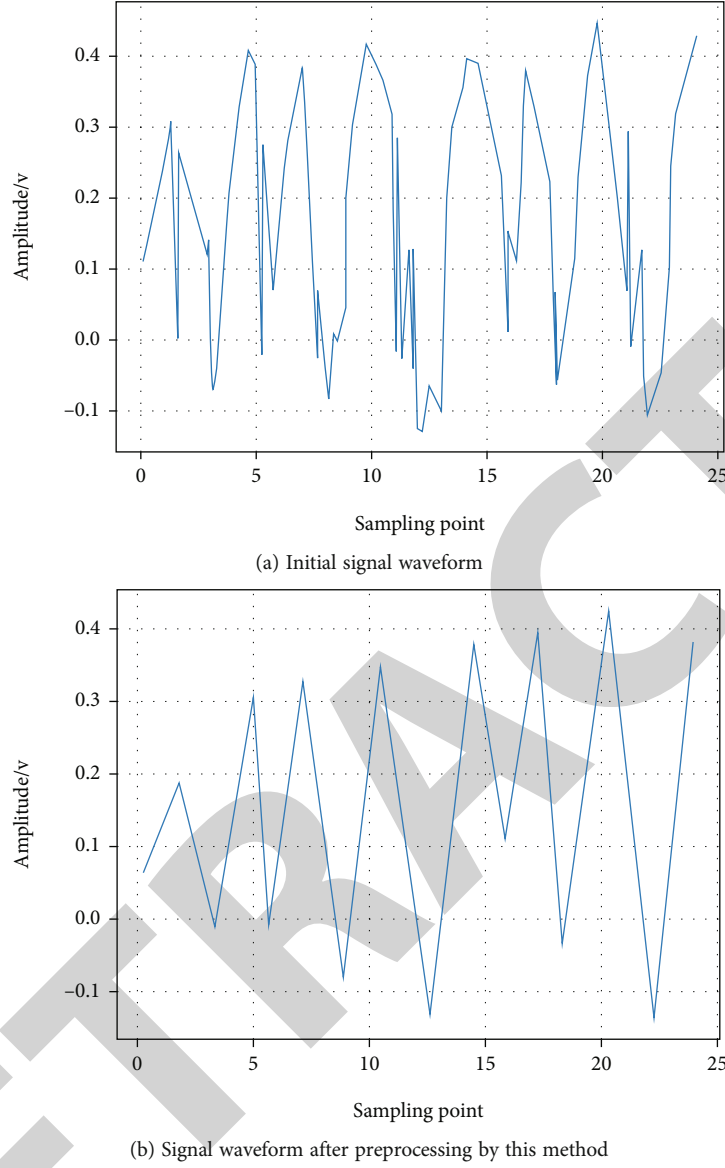 0.4
0.3
0.2
0.1
0.0
–0.1
Amplitude/v
0 5 10 15 20 25
Sampling point
(a) Initial signal waveform
0.4
0.3
0.2
0.1
0.0
–0.1
Amplitude/v
0 5 10 15 20 25
Sampling point
(b) Signal waveform after preprocessing by this method
ETRACT